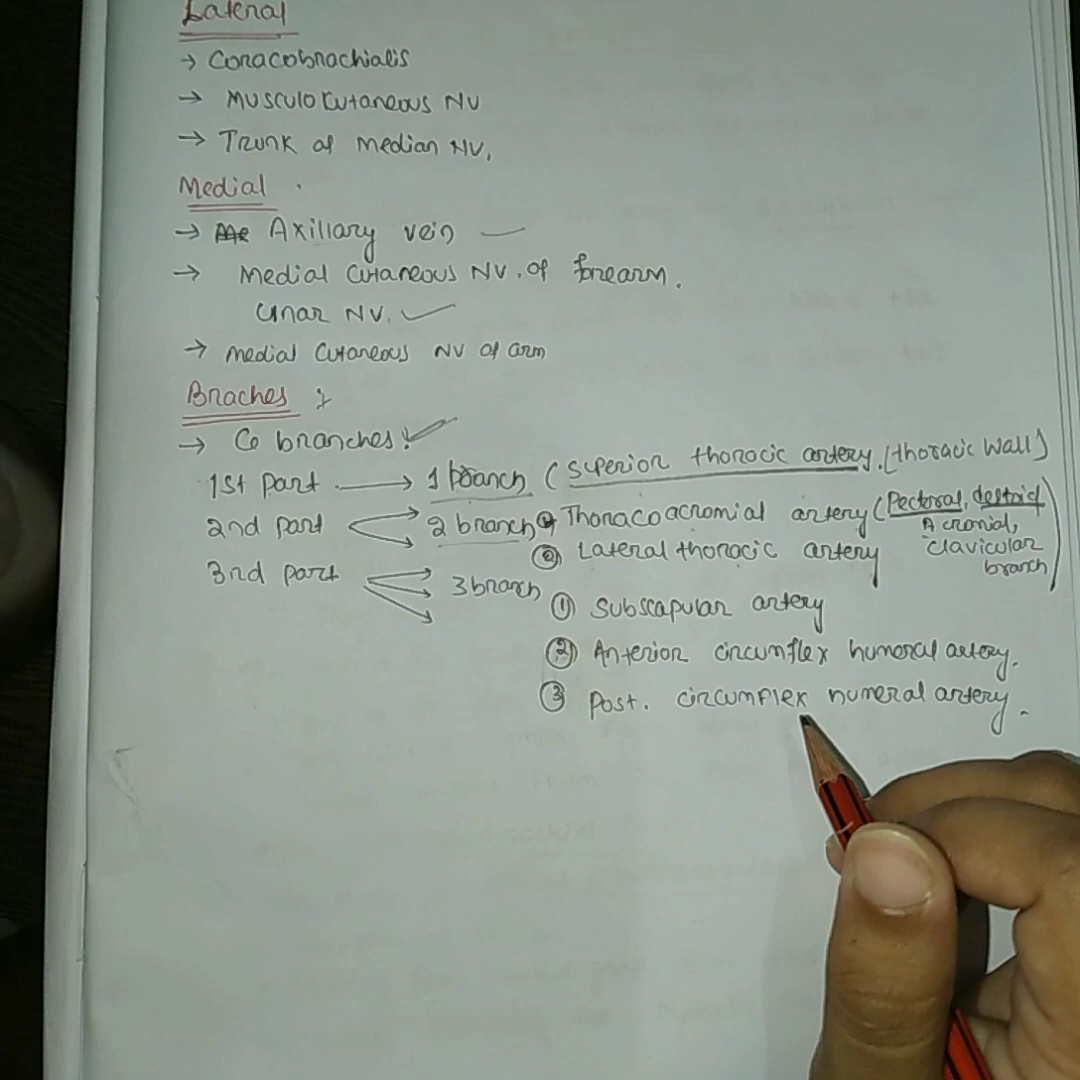 Lateral
→ Coracobrachialis
→ Musculocutaneous NV
→ Trunk of median NV.
Medial
→ Axillary vein
→ Medial Cutaneous NV. of forearm.
Ulnar NV.
→ Medial Cutaneous NV of arm
Braches :
→ 6 branches!
1st part → 1 branch (Superior thoracic artery. [thoracic wall]
2nd part 2 branch ① Thoracoacromial artery (Pectoral, deltoid
Acromial,
② Lateral thoracic artery clavicular
branch)
3rd part 3 branch ① Subscapular artery
② Anterior circumflex humeral artery.
③ Post. circumflex humeral artery.